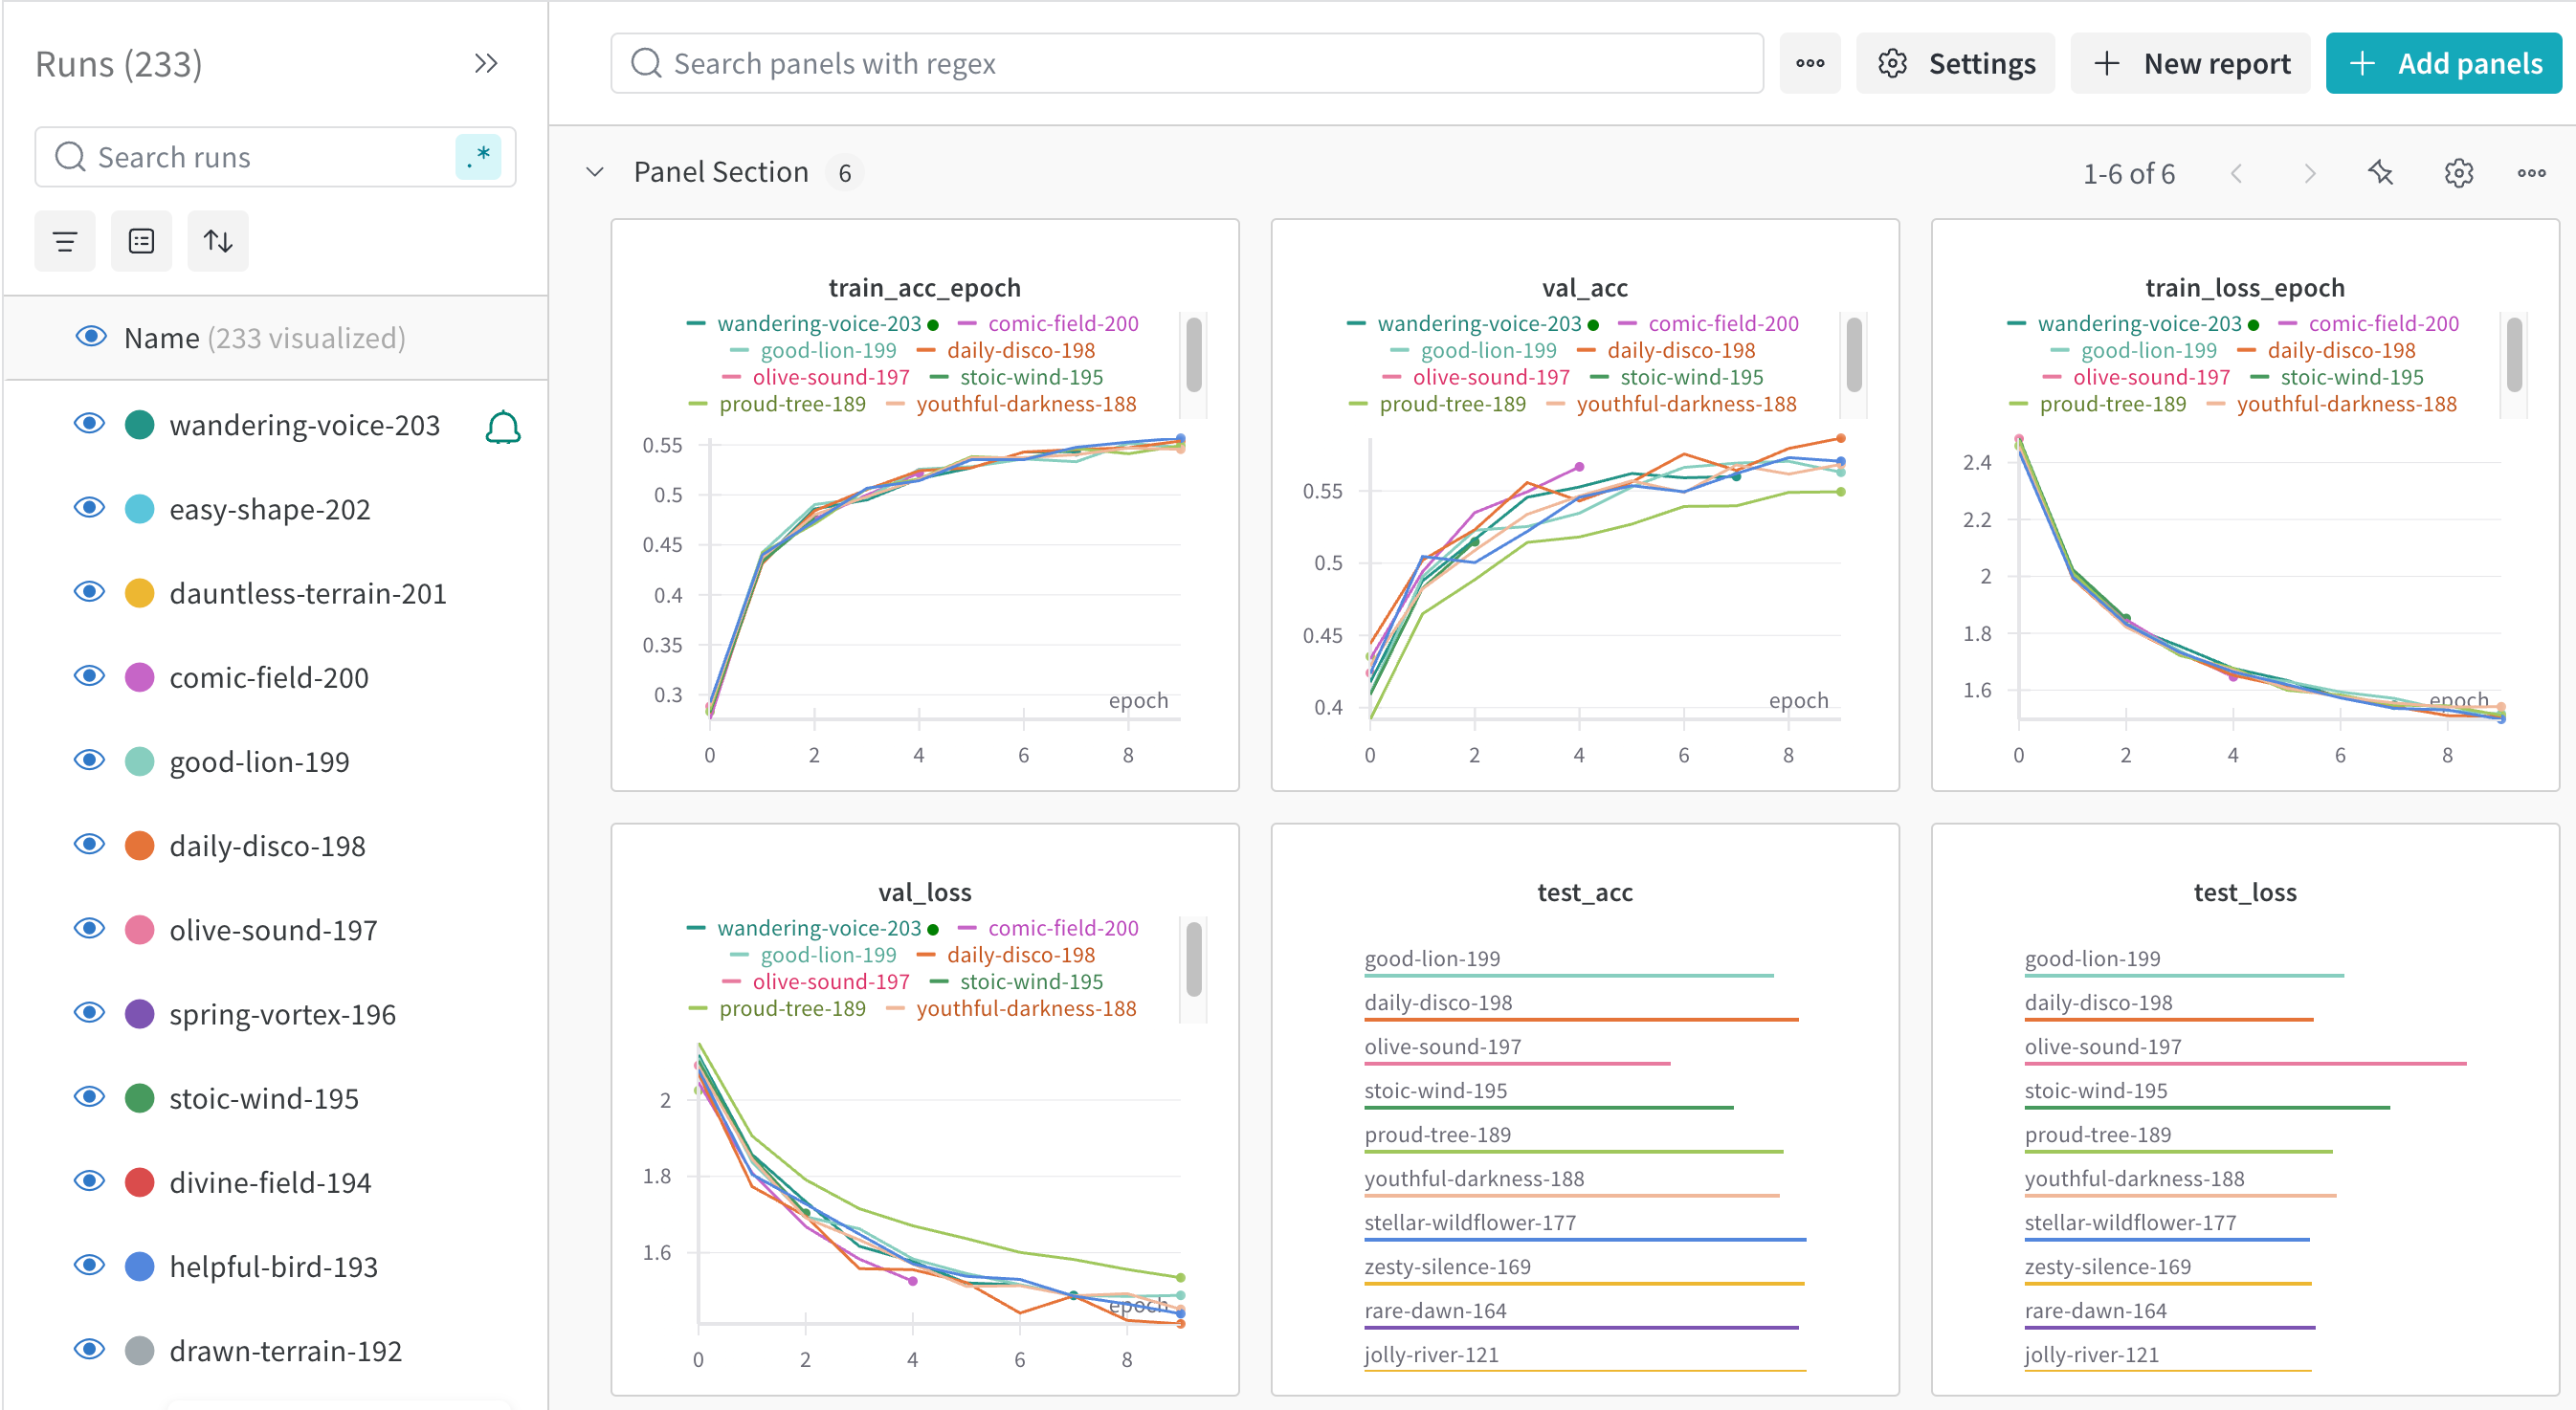 Runs (233)
Search runs
.*
Name (233 visualized)
wandering-voice-203
easy-shape-202
dauntless-terrain-201
comic-field-200
good-lion-199
daily-disco-198
olive-sound-197
spring-vortex-196
stoic-wind-195
divine-field-194
helpful-bird-193
drawn-terrain-192
Search panels with regex
Settings
New report
Add panels
Panel Section 6
1-6 of 6
train_acc_epoch
wandering-voice-203 comic-field-200
good-lion-199 daily-disco-198
olive-sound-197 stoic-wind-195
proud-tree-189 youthful-darkness-188
0.55
0.5
0.45
0.4
0.35
0.3
epoch
0 2 4 6 8
val_acc
wandering-voice-203 comic-field-200
good-lion-199 daily-disco-198
olive-sound-197 stoic-wind-195
proud-tree-189 youthful-darkness-188
0.55
0.5
0.45
0.4
epoch
0 2 4 6 8
train_loss_epoch
wandering-voice-203 comic-field-200
good-lion-199 daily-disco-198
olive-sound-197 stoic-wind-195
proud-tree-189 youthful-darkness-188
2.4
2.2
2
1.8
1.6
epoch
0 2 4 6 8
val_loss
wandering-voice-203 comic-field-200
good-lion-199 daily-disco-198
olive-sound-197 stoic-wind-195
proud-tree-189 youthful-darkness-188
2
1.8
1.6
epoch
0 2 4 6 8
test_acc
good-lion-199
daily-disco-198
olive-sound-197
stoic-wind-195
proud-tree-189
youthful-darkness-188
stellar-wildflower-177
zesty-silence-169
rare-dawn-164
jolly-river-121
test_loss
good-lion-199
daily-disco-198
olive-sound-197
stoic-wind-195
proud-tree-189
youthful-darkness-188
stellar-wildflower-177
zesty-silence-169
rare-dawn-164
jolly-river-121